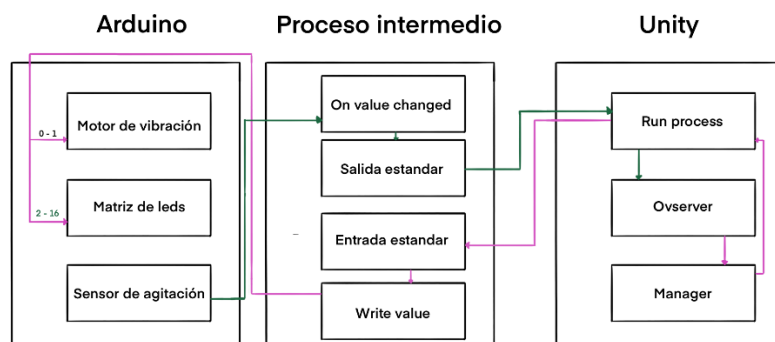 Arduino
Proceso intermedio
Unity
Motor de vibración
0 - 1
Matriz de leds
2 - 16
Sensor de agitación
On value changed
Salida estandar
Entrada estandar
Write value
Run process
Ovserver
Manager